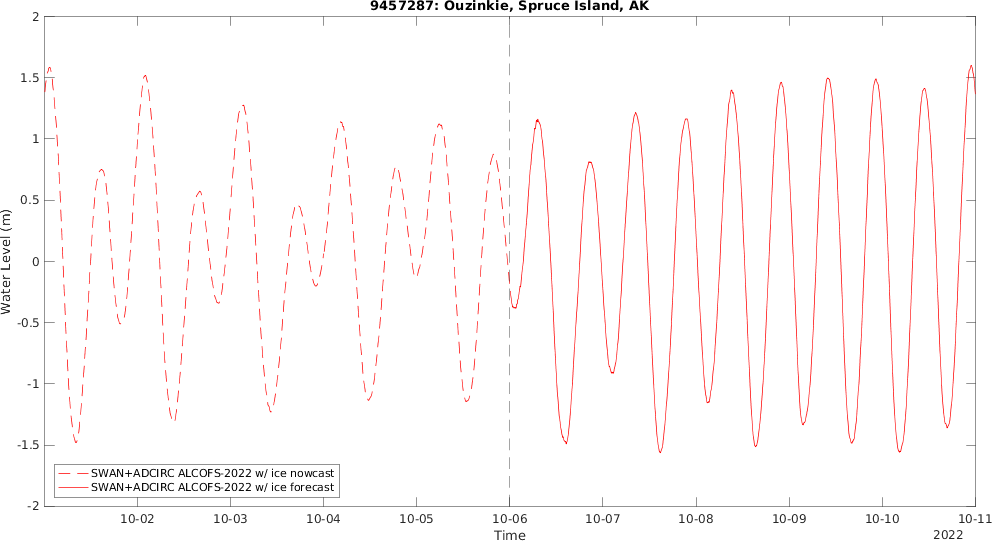 9457287: Ouzinkie, Spruce Island, AK
2
1.5
1
0.5
0
-0.5
-1
-1.5
-2
Water Level (m)
SWAN+ADCIRC ALCOFS-2022 w/ ice nowcast
SWAN+ADCIRC ALCOFS-2022 w/ ice forecast
10-02 10-03 10-04 10-05 10-06 10-07 10-08 10-09 10-10 10-11
Time
2022